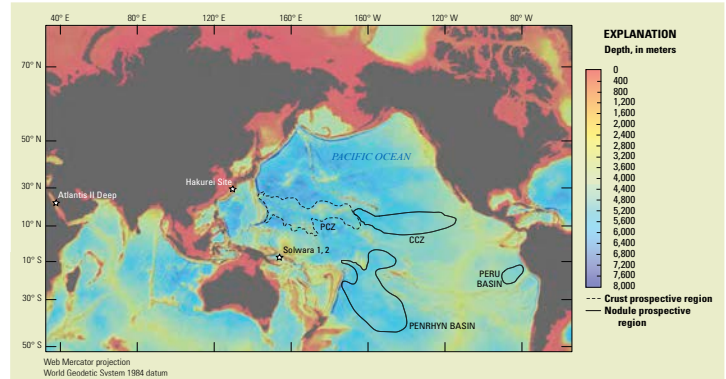 40° E 80° E 120° E 160° E 160° W 120° W 80° W
70° N
50° N
30° N
10° N
10° S
30° S
50° S
PACIFIC OCEAN
Hakurei Site
Atlantis II Deep
PCZ
CCZ
Solwara 1, 2
PERU
BASIN
PENRHYN BASIN
Web Mercator projection
World Geodetic System 1984 datum
EXPLANATION
Depth, in meters
0
400
800
1,200
1,600
2,000
2,400
2,800
3,200
3,600
4,000
4,400
4,800
5,200
5,600
6,000
6,400
6,800
7,200
7,600
8,000
Crust prospective region
Nodule prospective
region